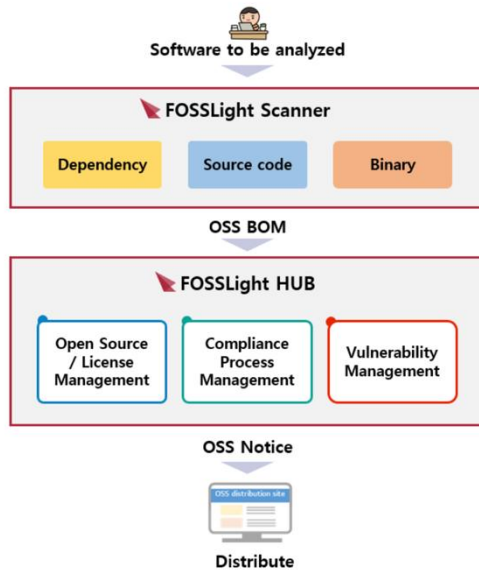 Software to be analyzed
FOSSLight Scanner
Dependency
Source code
Binary
OSS BOM
FOSSLight HUB
Open Source
/ License
Management
Compliance
Process
Management
Vulnerability
Management
OSS Notice
OSS distribution site
Distribute